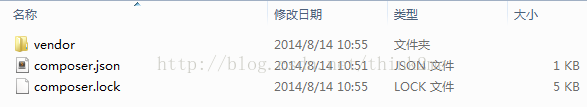 名称 修改日期 类型 大小
vendor 2014/8/14 10:55 文件夹
composer.json 2014/8/14 10:51 JSON 文件 1 KB
composer.lock 2014/8/14 10:55 LOCK 文件 5 KB